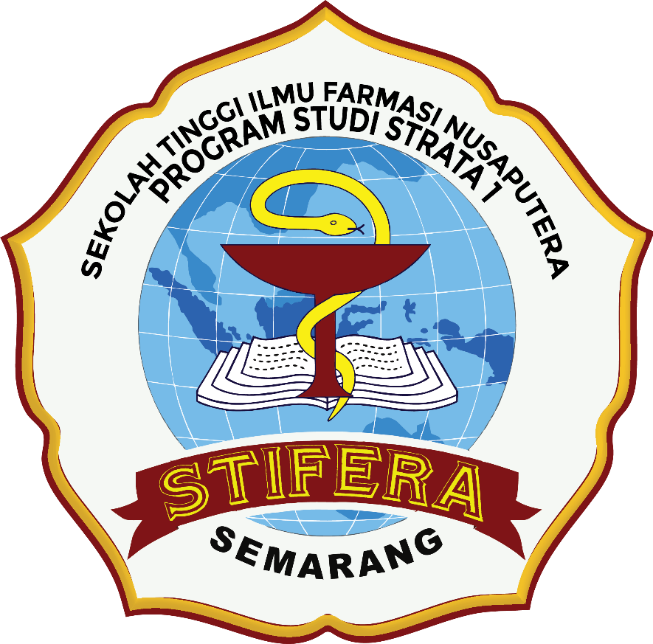 SEKOLAH TINGGI ILMU FARMASI NUSAPUTERA
PROGRAM STUDI STRATA 1
STIFERA
SEMARANG